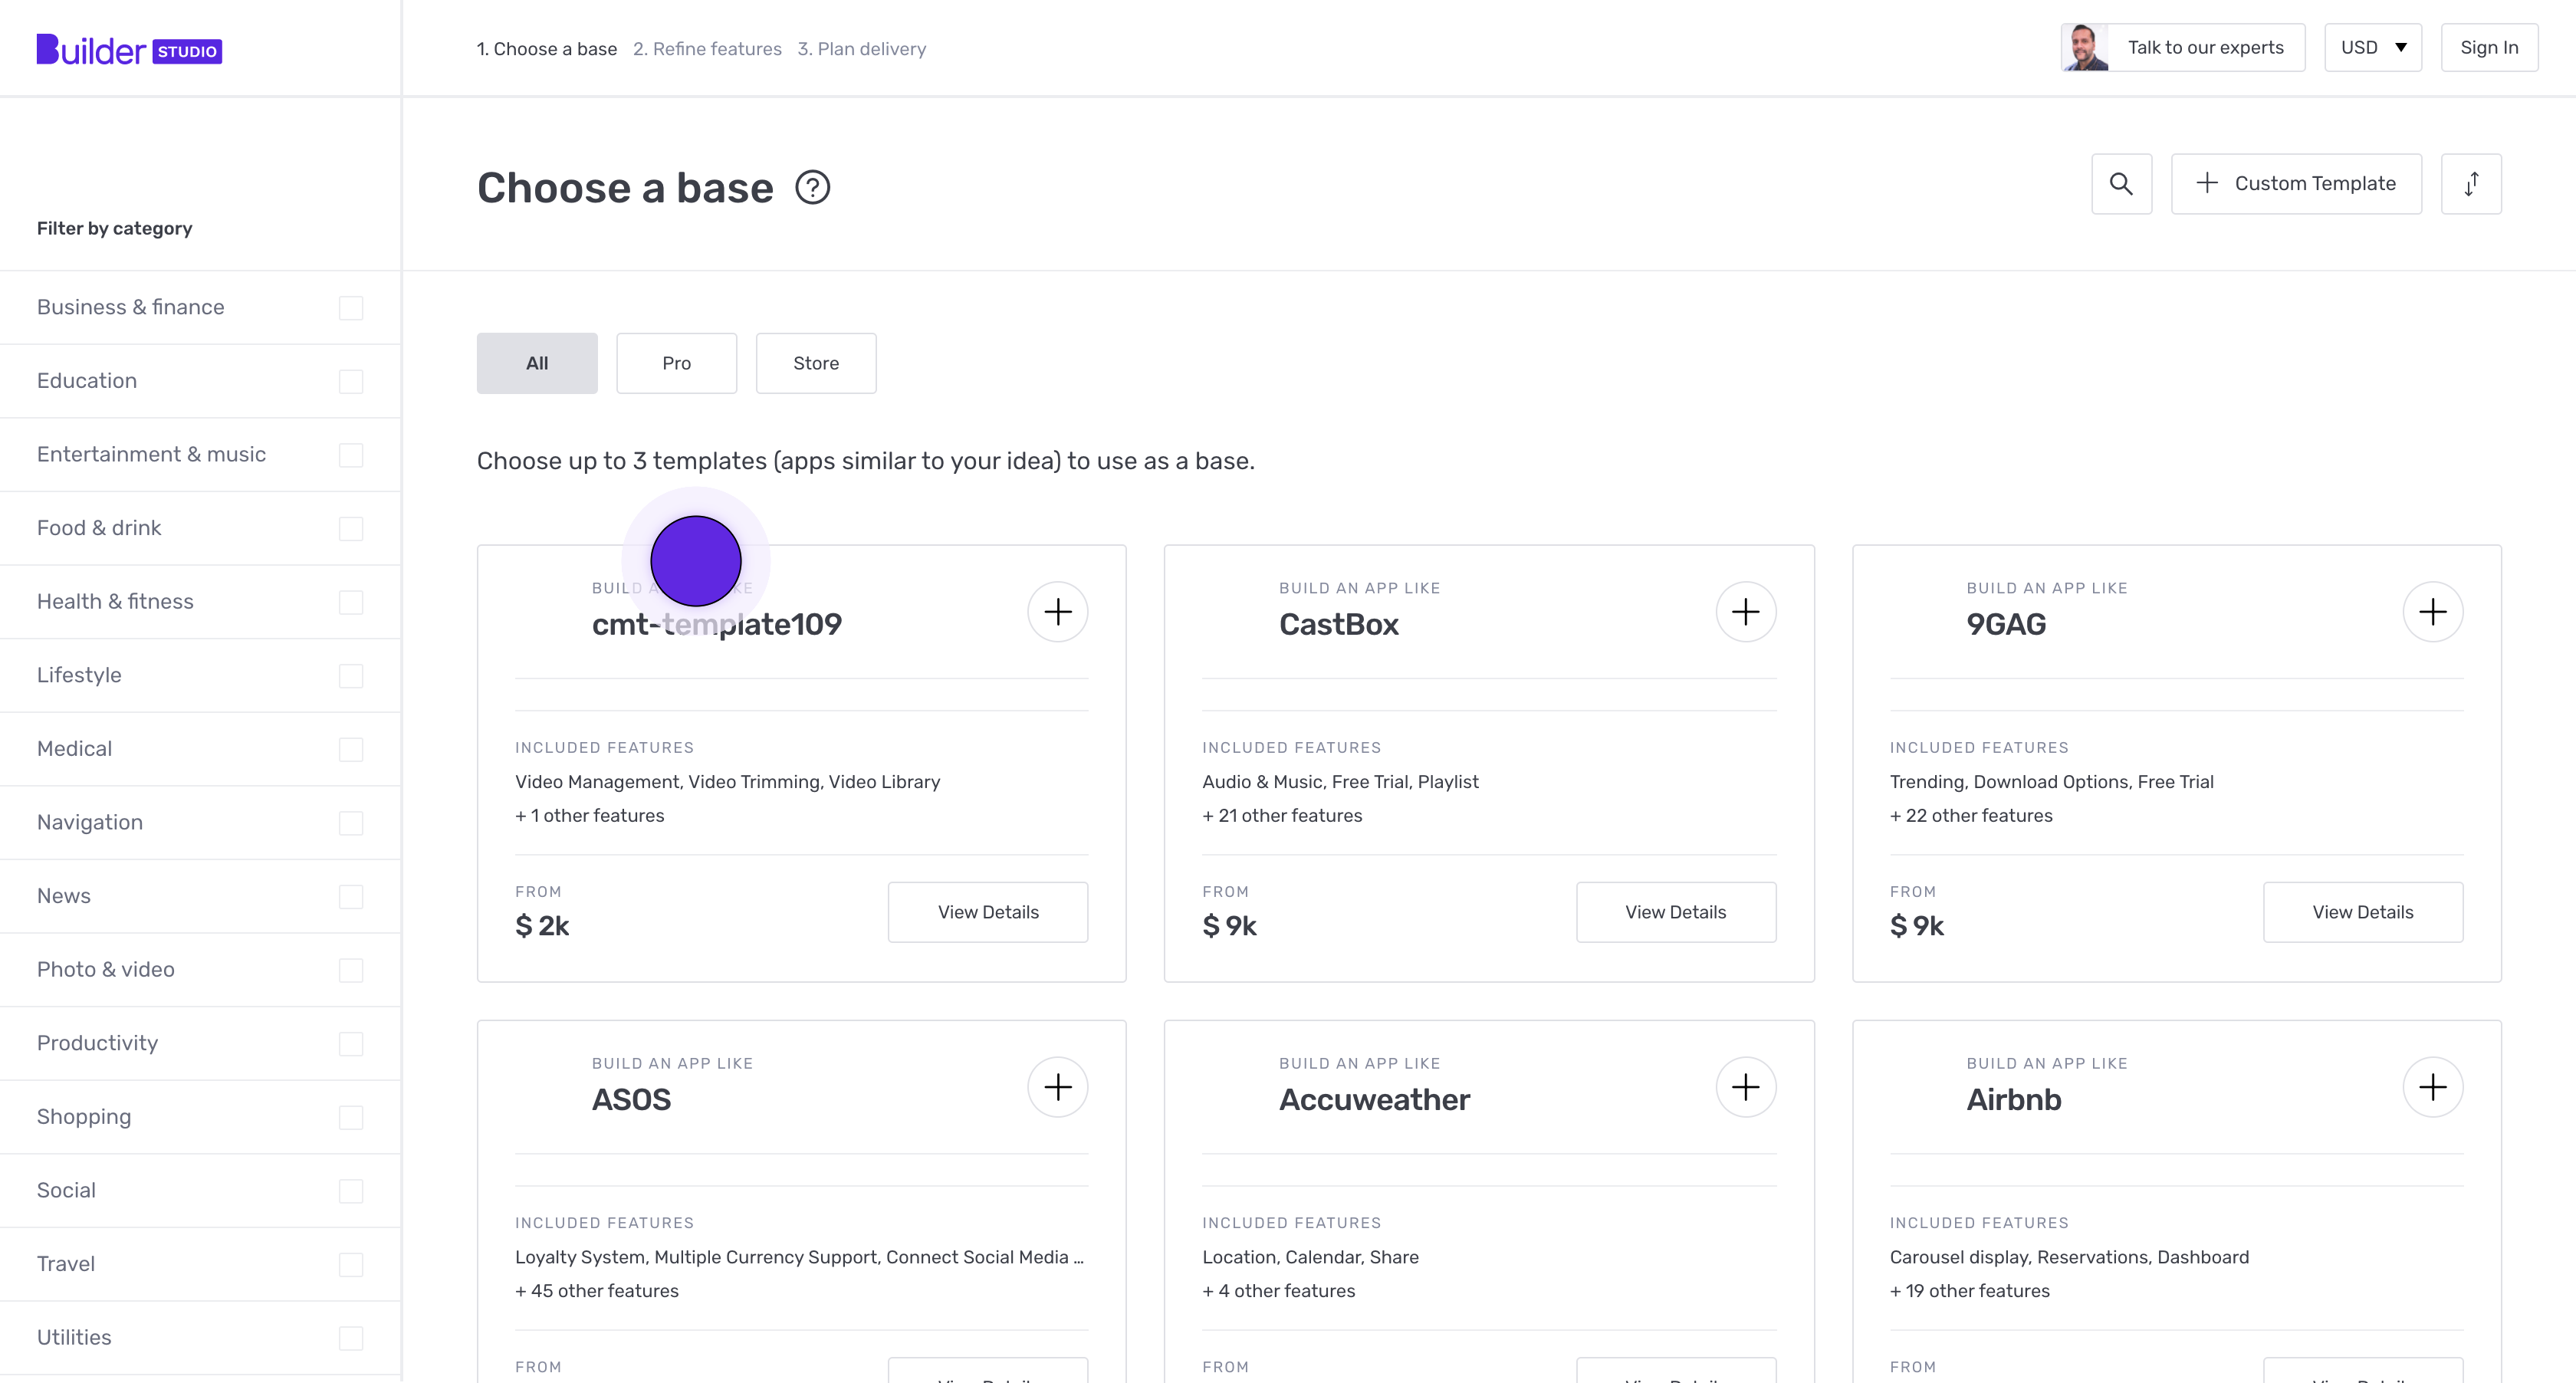 Builder STUDIO
1. Choose a base 2. Refine features 3. Plan delivery
Talk to our experts
USD
Sign In
Choose a base ?
Custom Template
Filter by category
Business & finance
Education
Entertainment & music
Food & drink
Health & fitness
Lifestyle
Medical
Navigation
News
Photo & video
Productivity
Shopping
Social
Travel
Utilities
All
Pro
Store
Choose up to 3 templates (apps similar to your idea) to use as a base.
BUILD
cmt-template109
INCLUDED FEATURES
Video Management, Video Trimming, Video Library
+ 1 other features
FROM
$ 2k
View Details
BUILD AN APP LIKE
CastBox
INCLUDED FEATURES
Audio & Music, Free Trial, Playlist
+ 21 other features
FROM
$ 9k
View Details
BUILD AN APP LIKE
9GAG
INCLUDED FEATURES
Trending, Download Options, Free Trial
+ 22 other features
FROM
$ 9k
View Details
BUILD AN APP LIKE
ASOS
INCLUDED FEATURES
Loyalty System, Multiple Currency Support, Connect Social Media ...
+ 45 other features
FROM
BUILD AN APP LIKE
Accuweather
INCLUDED FEATURES
Location, Calendar, Share
+ 4 other features
FROM
BUILD AN APP LIKE
Airbnb
INCLUDED FEATURES
Carousel display, Reservations, Dashboard
+ 19 other features
FROM